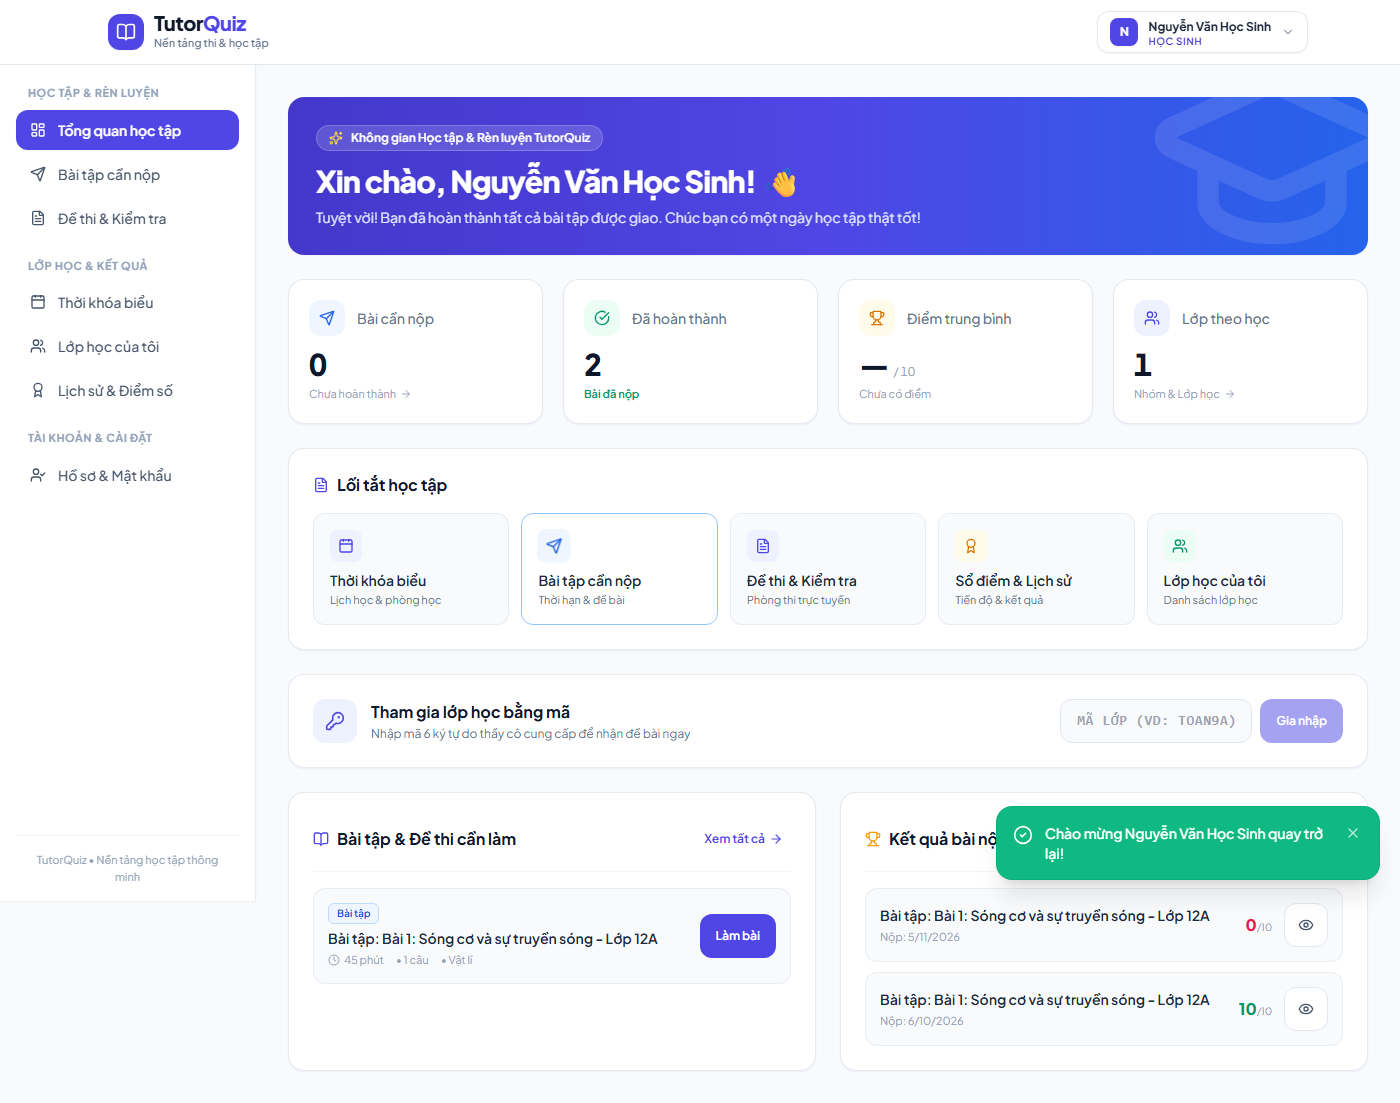 TutorQuiz
Nền tảng thi & học tập
N
Nguyễn Văn Học Sinh
HỌC SINH
HỌC TẬP & RÈN LUYỆN
Tổng quan học tập
Bài tập cần nộp
Đề thi & Kiểm tra
LỚP HỌC & KẾT QUẢ
Thời khóa biểu
Lớp học của tôi
Lịch sử & Điểm số
TÀI KHOẢN & CÀI ĐẶT
Hồ sơ & Mật khẩu
TutorQuiz • Nền tảng học tập thông
minh
Không gian Học tập & Rèn luyện TutorQuiz
Xin chào, Nguyễn Văn Học Sinh! 👋
Tuyệt vời! Bạn đã hoàn thành tất cả bài tập được giao. Chúc bạn có một ngày học tập thật tốt!
Bài cần nộp
0
Chưa hoàn thành →
Đã hoàn thành
2
Bài đã nộp
Điểm trung bình
— / 10
Chưa có điểm
Lớp theo học
1
Nhóm & Lớp học →
Lối tắt học tập
Thời khóa biểu
Lịch học & phòng học
Bài tập cần nộp
Thời hạn & đề bài
Đề thi & Kiểm tra
Phòng thi trực tuyến
Sổ điểm & Lịch sử
Tiến độ & kết quả
Lớp học của tôi
Danh sách lớp học
Tham gia lớp học bằng mã
Nhập mã 6 ký tự do thầy cô cung cấp để nhận đề bài ngay
MÃ LỚP (VD: TOAN9A)
Gia nhập
Bài tập & Đề thi cần làm
Xem tất cả →
Bài tập
Bài tập: Bài 1: Sóng cơ và sự truyền sóng - Lớp 12A
45 phút • 1 câu • Vật lí
Làm bài
Kết quả bài nộ
Chào mừng Nguyễn Văn Học Sinh quay trở
lại!
Bài tập: Bài 1: Sóng cơ và sự truyền sóng - Lớp 12A
Nộp: 5/11/2026
0/10
Bài tập: Bài 1: Sóng cơ và sự truyền sóng - Lớp 12A
Nộp: 6/10/2026
10/10